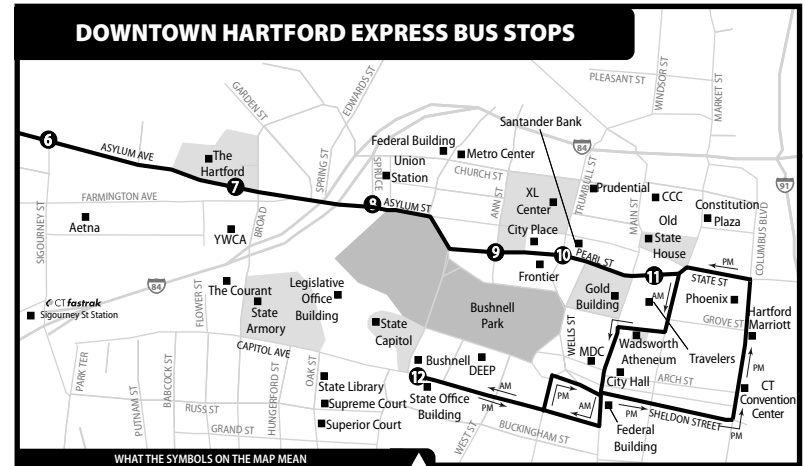 DOWNTOWN HARTFORD EXPRESS BUS STOPS
PLEASANT ST
WINDSOR ST
MARKET ST
EDWARDS ST
GARDEN ST
Santander Bank
84
6
ASYLUM AVE
The
Hartford
7
Federal Building
Metro Center
Union
Station
SPRUCE
SPRING ST
CHURCH ST
ANN ST
XL
Center
TRUMBULL ST
Prudential
CCC
91
FARMINGTON AVE
SIGOURNEY ST
Aetna
YWCA
BROAD
8
ASYLUM ST
City Place
MAIN ST
Old
State
House
Constitution
Plaza
COLUMBUS BLVD
9
10
PEARL ST
Frontier
11
PM
STATE ST
84
CT fastrak
Sigourney St Station
FLOWER ST
The Courant
State
Armory
Legislative
Office
Building
Bushnell
Park
Gold
Building
AM
Phoenix
Hartford
Marriott
GROVE ST
State
Capitol
WELLS ST
Wadsworth
Atheneum
Travelers
CAPITOL AVE
PARK TER
PUTNAM ST
BABCOCK ST
HUNGERFORD ST
OAK ST
Bushnell
DEEP
MDC
City Hall
ARCH ST
PM
PM
12
State Office
Building
AM
PM
PM
AM
PM
SHELDON STREET
PM
CT
Convention
Center
State Library
Supreme Court
Superior Court
RUSS ST
GRAND ST
WEST ST
BUCKINGHAM ST
Federal
Building
WHAT THE SYMBOLS ON THE MAP MEAN